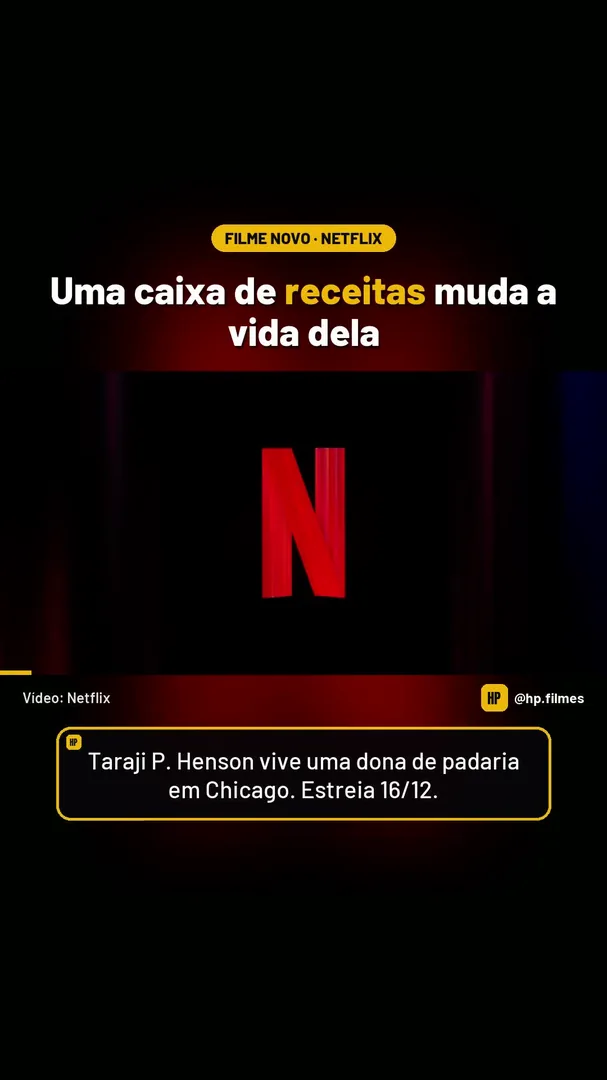 FILME NOVO · NETFLIX
Uma caixa de receitas muda a
vida dela
N
Vídeo: Netflix
HP @hp.filmes
HP
Taraji P. Henson vive uma dona de padaria
em Chicago. Estreia 16/12.